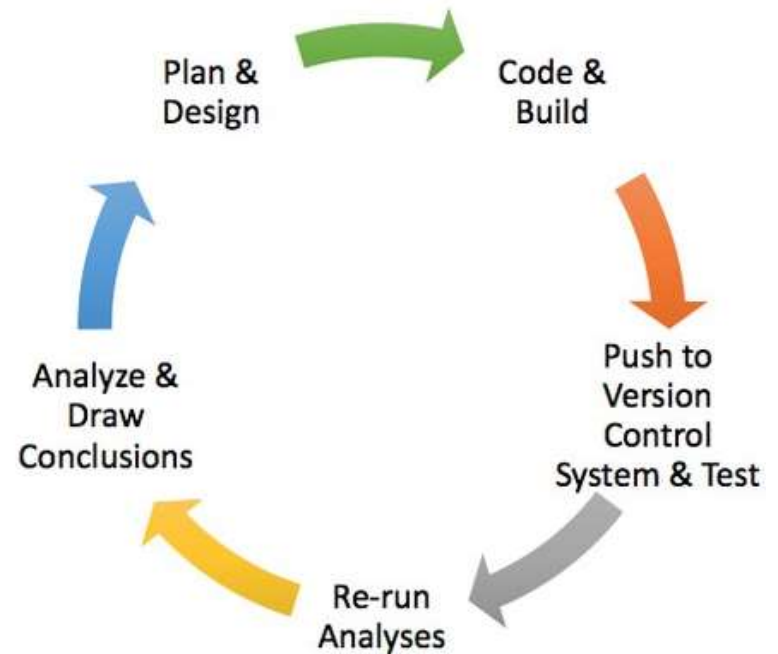 Plan &
Design
Code &
Build
Push to
Version
Control
System & Test
Re-run
Analyses
Analyze &
Draw
Conclusions